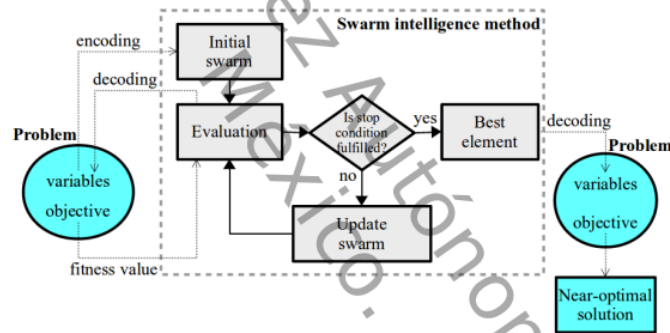 Swarm intelligence method
encoding
Initial
swarm
decoding
Problem
variables
objective
fitness value
Evaluation
Is stop
condition
fulfilled?
yes
no
Update
swarm
Best
element
decoding
Problem
variables
objective
Near-optimal
solution
México.